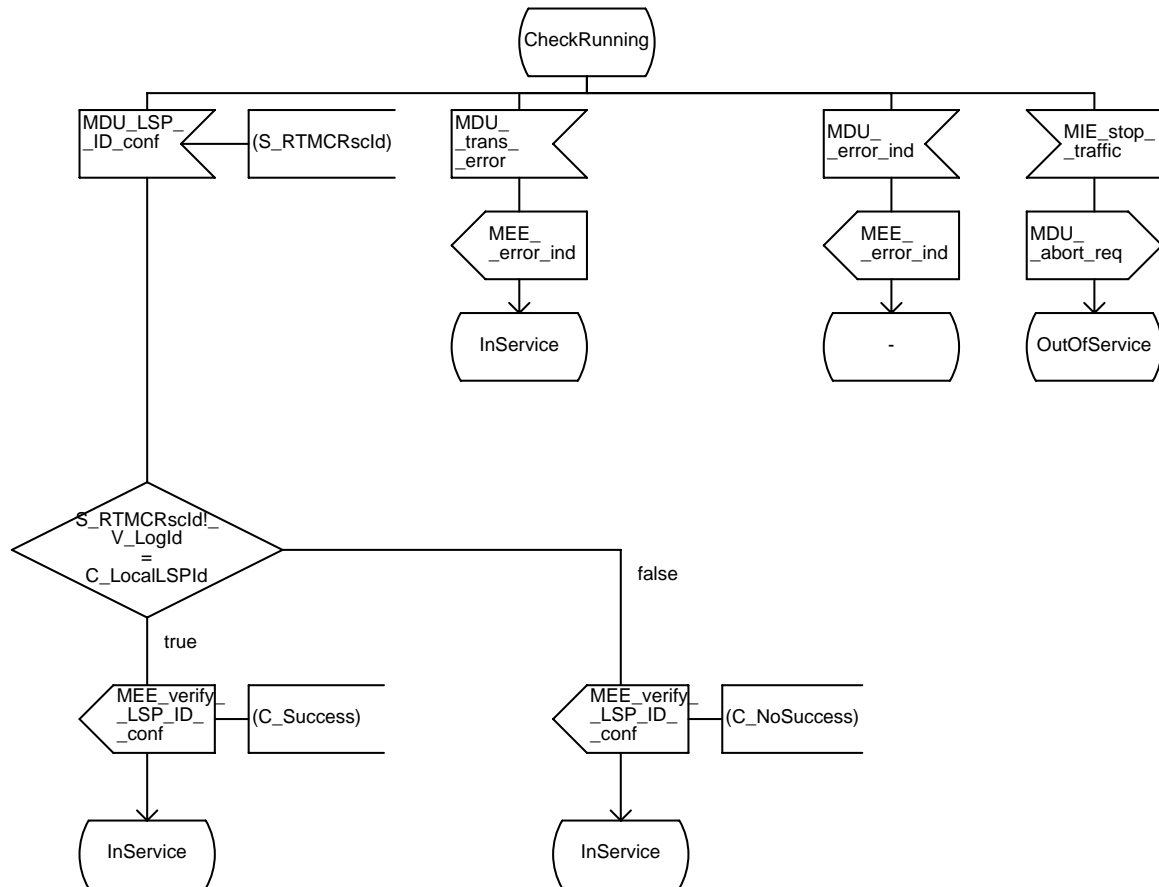 CheckRunning
MDU_LSP_
_ID_conf
(S_RTMCRscId)
MDU_
_trans_
_error
MDU_
_error_ind
MIE_stop_
_traffic
MEE_
_error_ind
MEE_
_error_ind
MDU_
_abort_req
InService
-
OutOfService
S_RTMCRscId!_
V_LogId
=
C_LocalLSPId
false
true
MEE_verify_
_LSP_ID_
_conf
(C_Success)
MEE_verify_
_LSP_ID_
_conf
(C_NoSuccess)
InService
InService